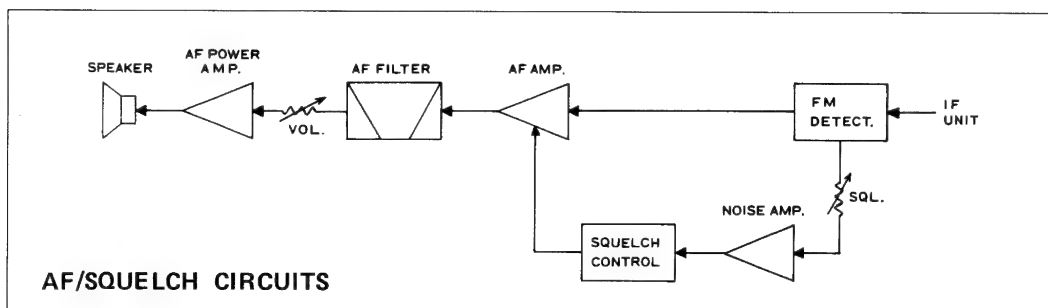 SPEAKER
AF POWER
AMP.
AF FILTER
AF AMP.
VOL.
FM
DETECT.
IF
UNIT
SQL.
NOISE AMP.
SQUELCH
CONTROL
AF/SQUELCH CIRCUITS